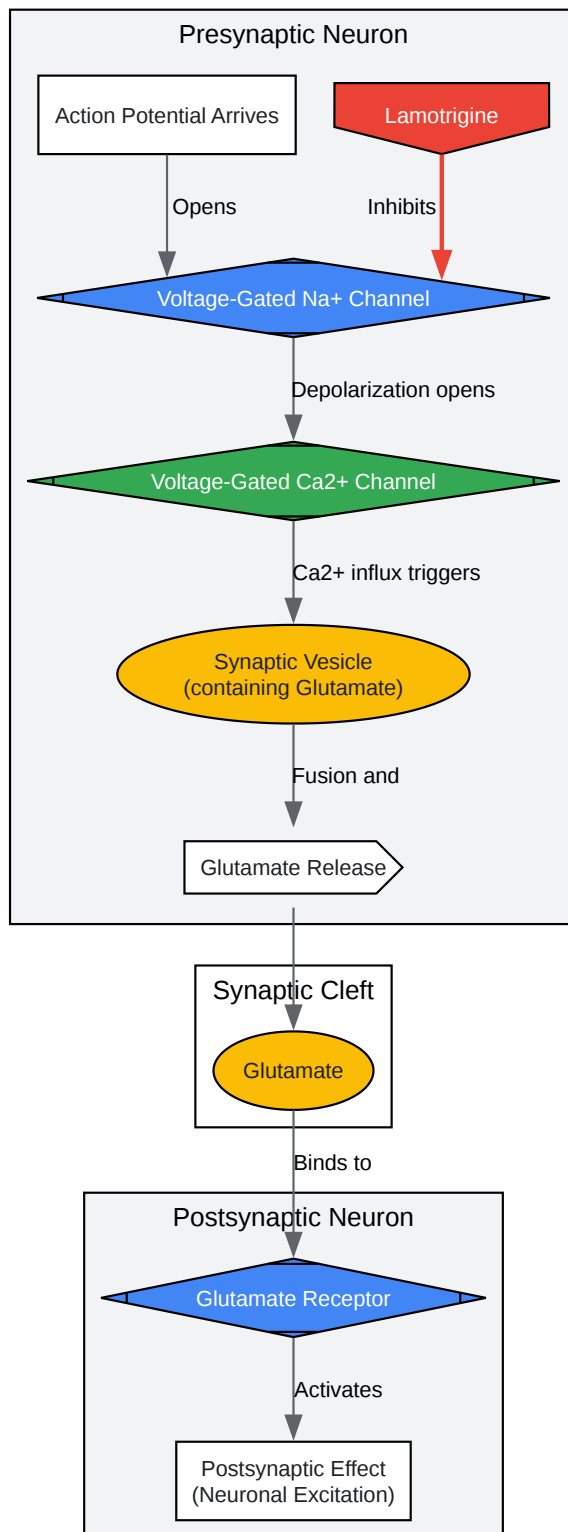 Presynaptic Neuron
Action Potential Arrives
Lamotrigine
Opens
Inhibits
Voltage-Gated Na+ Channel
Depolarization opens
Voltage-Gated Ca2+ Channel
Ca2+ influx triggers
Synaptic Vesicle
(containing Glutamate)
Fusion and
Glutamate Release
Synaptic Cleft
Glutamate
Binds to
Postsynaptic Neuron
Glutamate Receptor
Activates
Postsynaptic Effect
(Neuronal Excitation)